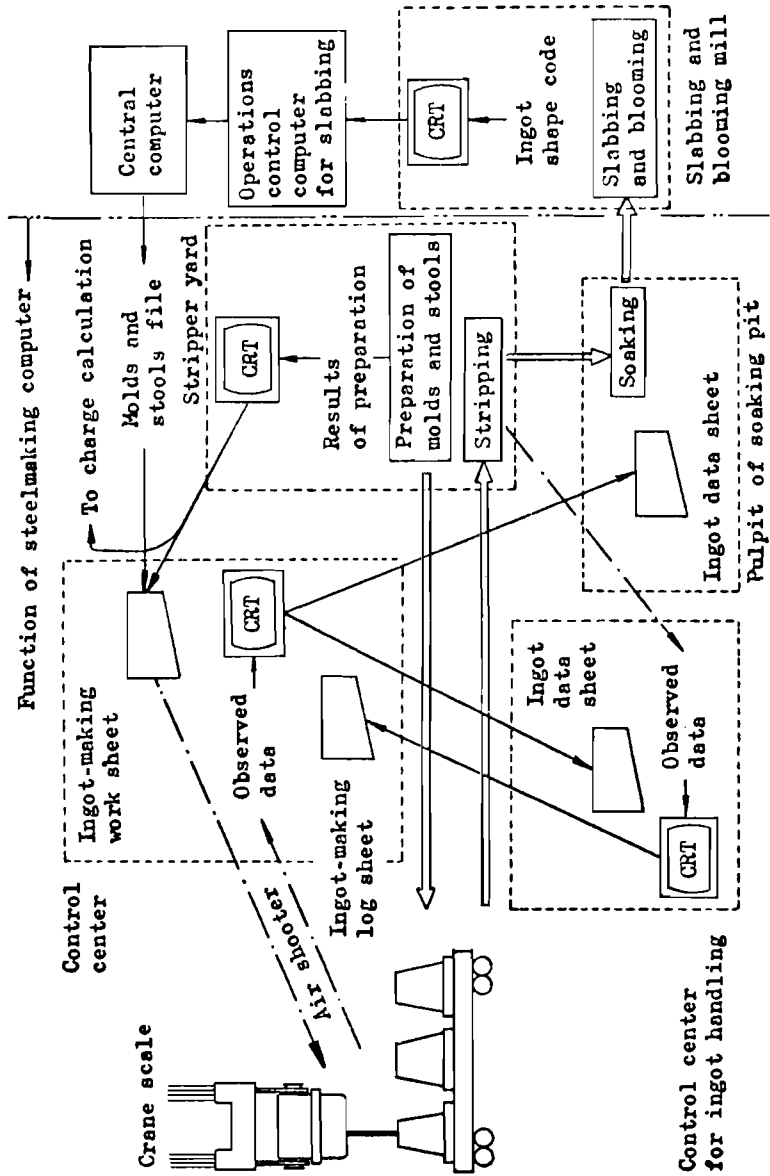 Function of steelmaking computer
Crane scale
Control
center
Ingot-making
work sheet
To charge calculation
Molds and
stools file
Central
computer
Air shooter
Observed
data
CRT
Stripper yard
CRT
Operations
control
computer
for slabbing
Ingot-making
log sheet
Results
of preparation
Preparation of
molds and stools
Stripping
CRT
Ingot
shape code
Ingot
data sheet
Observed
data
CRT
Soaking
Slabbing
and blooming
Control center
for ingot handling
Ingot data sheet
Pulpit of soaking pit
Slabbing and
blooming mill